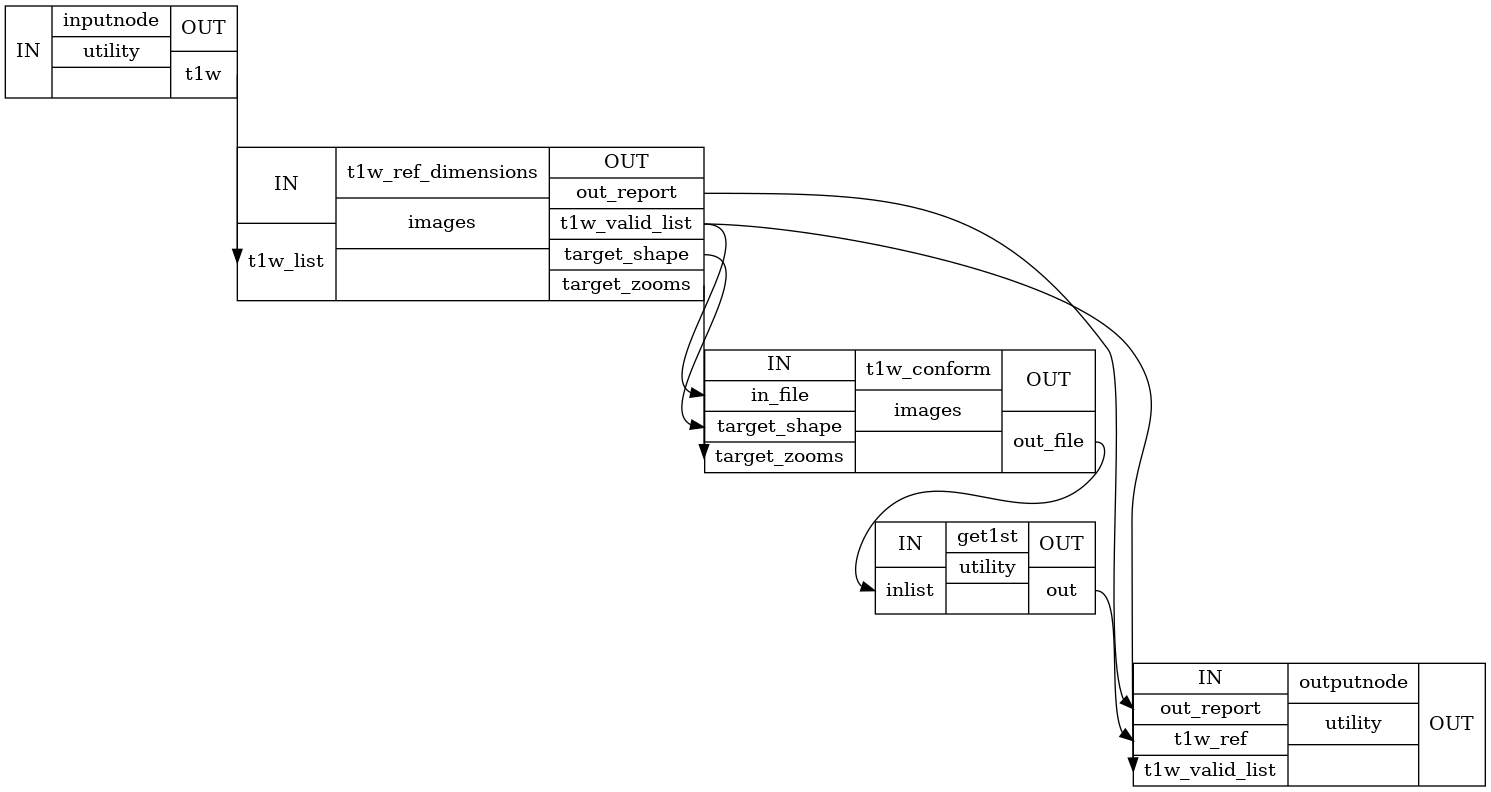 IN
inputnode
utility
OUT
t1w
IN
t1w_list
t1w_ref_dimensions
images
OUT
out_report
t1w_valid_list
target_shape
target_zooms
IN
in_file
target_shape
target_zooms
t1w_conform
images
OUT
out_file
IN
inlist
get1st
utility
OUT
out
IN
out_report
t1w_ref
t1w_valid_list
outputnode
utility
OUT